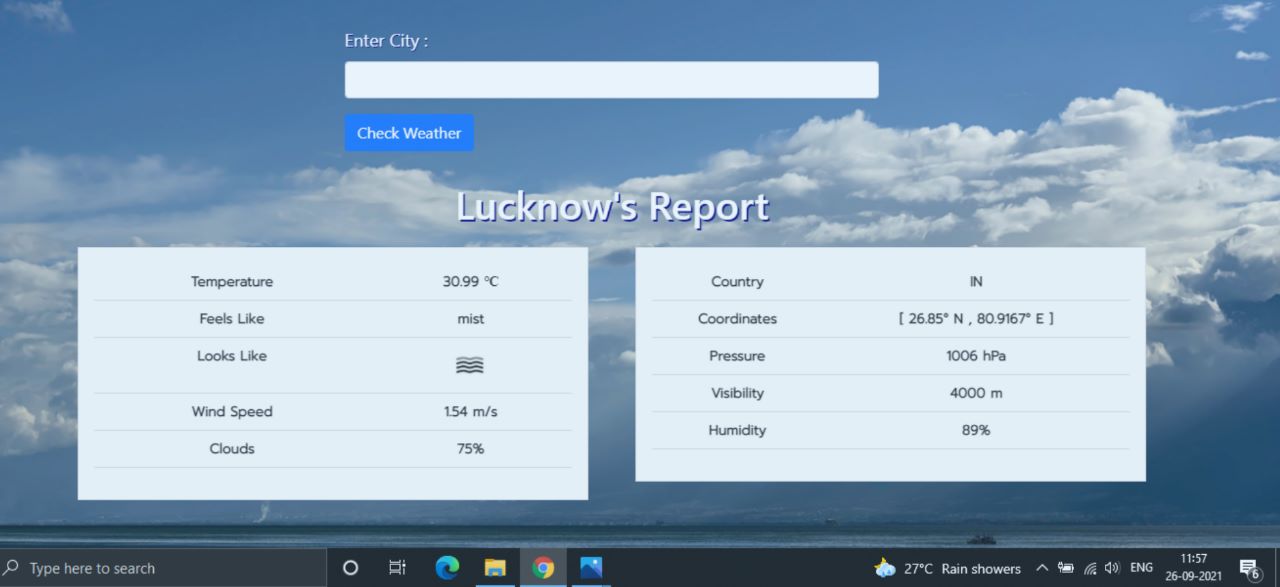 Enter City :
Check Weather
Lucknow's Report
Temperature 30.99 °C
Feels Like mist
Looks Like
Wind Speed 1.54 m/s
Clouds 75%
Country IN
Coordinates [ 26.85° N , 80.9167° E ]
Pressure 1006 hPa
Visibility 4000 m
Humidity 89%
Type here to search
27°C Rain showers
ENG
11:57
26-09-2021
6